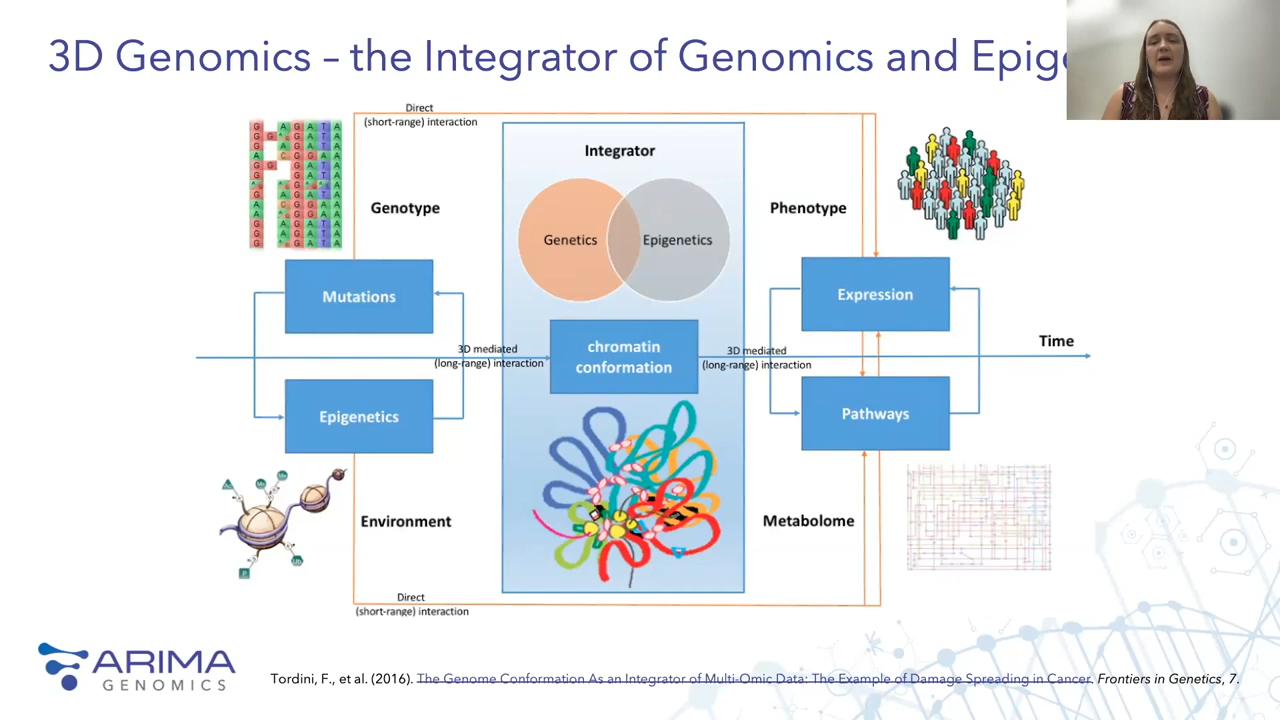 3D Genomics – the Integrator of Genomics and Epig
Direct
(short-range) interaction
Integrator
Genotype
Phenotype
Genetics
Epigenetics
Mutations
Expression
3D mediated
(long-range) interaction
chromatin
conformation
3D mediated
(long-range) interaction
Time
Epigenetics
Pathways
Environment
Metabolome
Direct
(short-range) interaction
ARIMA
GENOMICS
Tordini, F., et al. (2016). The Genome Conformation As an Integrator of Multi-Omic Data: The Example of Damage Spreading in Cancer. Frontiers in Genetics, 7.